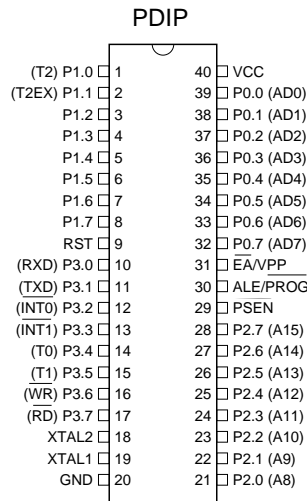 PDIP
(T2) P1.0 1 40 VCC
(T2EX) P1.1 2 39 P0.0 (AD0)
P1.2 3 38 P0.1 (AD1)
P1.3 4 37 P0.2 (AD2)
P1.4 5 36 P0.3 (AD3)
P1.5 6 35 P0.4 (AD4)
P1.6 7 34 P0.5 (AD5)
P1.7 8 33 P0.6 (AD6)
RST 9 32 P0.7 (AD7)
(RXD) P3.0 10 31 EA/VPP
(TXD) P3.1 11 30 ALE/PROG
(INT0) P3.2 12 29 PSEN
(INT1) P3.3 13 28 P2.7 (A15)
(T0) P3.4 14 27 P2.6 (A14)
(T1) P3.5 15 26 P2.5 (A13)
(WR) P3.6 16 25 P2.4 (A12)
(RD) P3.7 17 24 P2.3 (A11)
XTAL2 18 23 P2.2 (A10)
XTAL1 19 22 P2.1 (A9)
GND 20 21 P2.0 (A8)